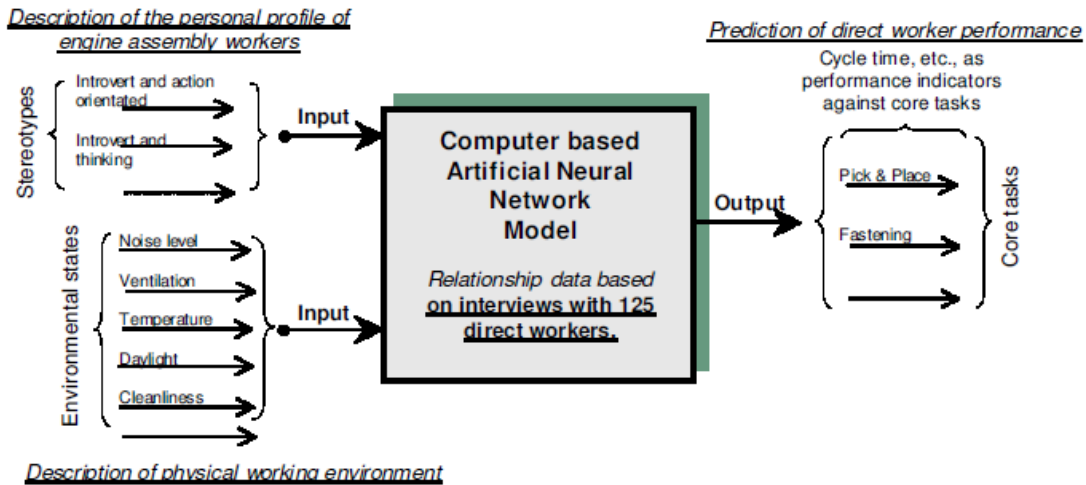 Description of the personal profile of
engine assembly workers
Stereotypes
Introvert and action
orientated
Introvert and
thinking
Input
Environmental states
Noise level
Ventilation
Temperature
Daylight
Cleanliness
Input
Description of physical working environment
Computer based
Artificial Neural
Network
Model
Relationship data based
on interviews with 125
direct workers.
Output
Prediction of direct worker performance
Cycle time, etc., as
performance indicators
against core tasks
Pick & Place
Fastening
Core tasks